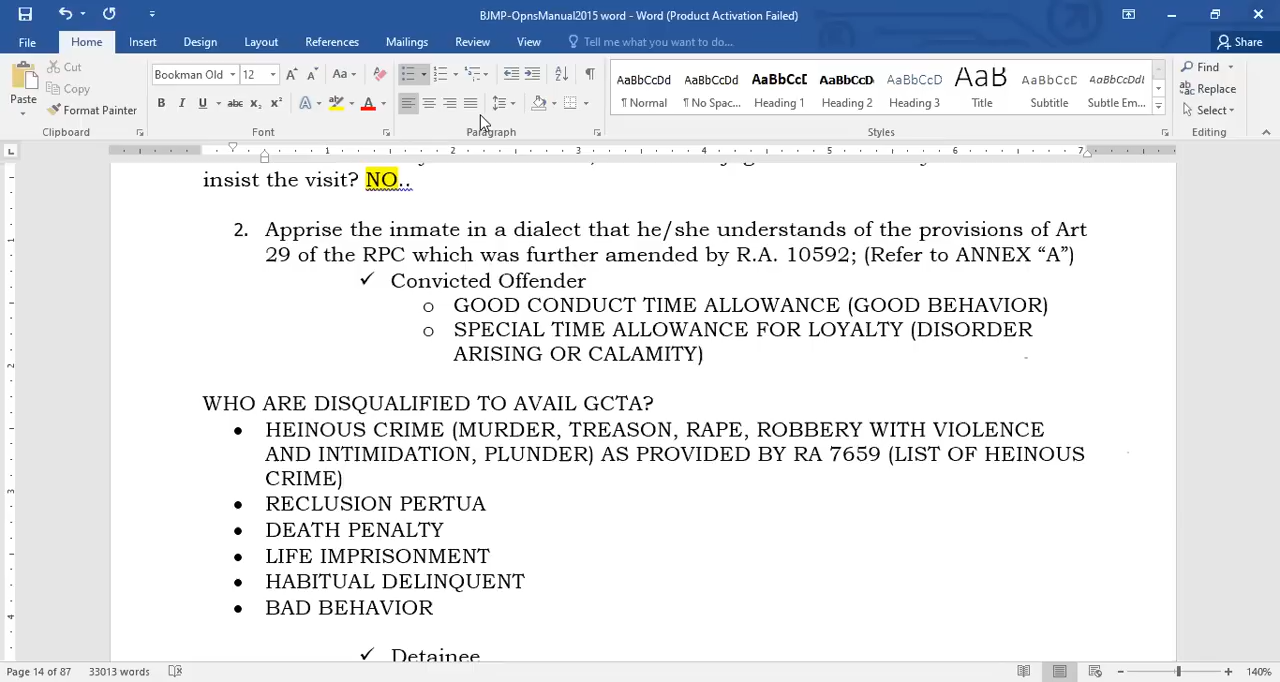 BJMP-OpnsManual2015 word - Word (Product Activation Failed)
File Home Insert Design Layout References Mailings Review View Tell me what you want to do... Share
Paste Cut Copy Format Painter
Bookman Old 12
Clipboard Font Paragraph Styles Editing
AaBbCcDd AaBbCcDd AaBbCcI AaBbCcDd AaBbCcD AaBbCcD AaB AaBbCcD AaBbCcDd
¶ Normal ¶ No Spac... Heading 1 Heading 2 Heading 3 Title Subtitle Subtle Em...
Find Replace Select
insist the visit? NO..
2. Apprise the inmate in a dialect that he/she understands of the provisions of Art
29 of the RPC which was further amended by R.A. 10592; (Refer to ANNEX “A”)
✓ Convicted Offender
o GOOD CONDUCT TIME ALLOWANCE (GOOD BEHAVIOR)
o SPECIAL TIME ALLOWANCE FOR LOYALTY (DISORDER
ARISING OR CALAMITY)
WHO ARE DISQUALIFIED TO AVAIL GCTA?
• HEINOUS CRIME (MURDER, TREASON, RAPE, ROBBERY WITH VIOLENCE
AND INTIMIDATION, PLUNDER) AS PROVIDED BY RA 7659 (LIST OF HEINOUS
CRIME)
• RECLUSION PERTUA
• DEATH PENALTY
• LIFE IMPRISONMENT
• HABITUAL DELINQUENT
• BAD BEHAVIOR
✓ Detainee
Page 14 of 87 33013 words 140%